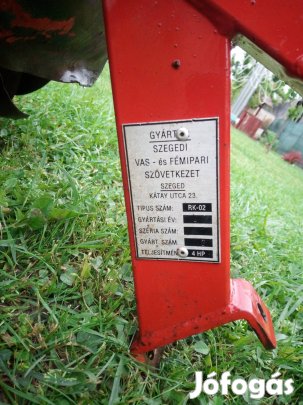 GYÁRTÓ
SZEGEDI
VAS - és FÉMIPARI
SZÖVETKEZET
SZEGED
KÁTAY UTCA 23.
TIPUS SZÁM: RK-02
GYÁRTÁSI ÉV:
SZÉRIA SZÁM:
GYÁRT. SZÁM:
TELJESÍTMÉNY: 4 HP
Jófogás